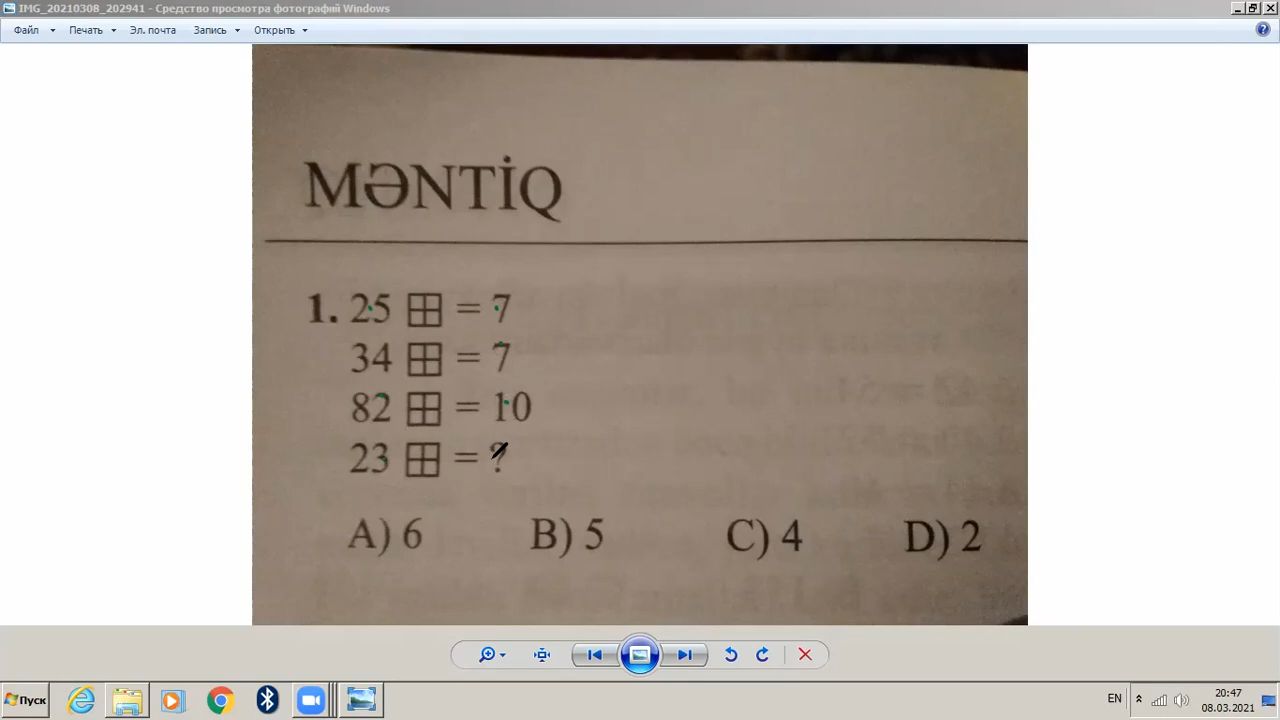 IMG_20210308_202941 - Средство просмотра фотографий Windows
Файл Печать Эл. почта Запись Открыть
MƏNTİQ
1. 25 ⊞ = 7
34 ⊞ = 7
82 ⊞ = 10
23 ⊞ = ?
A) 6 B) 5 C) 4 D) 2
Пуск EN 20:47
08.03.2021